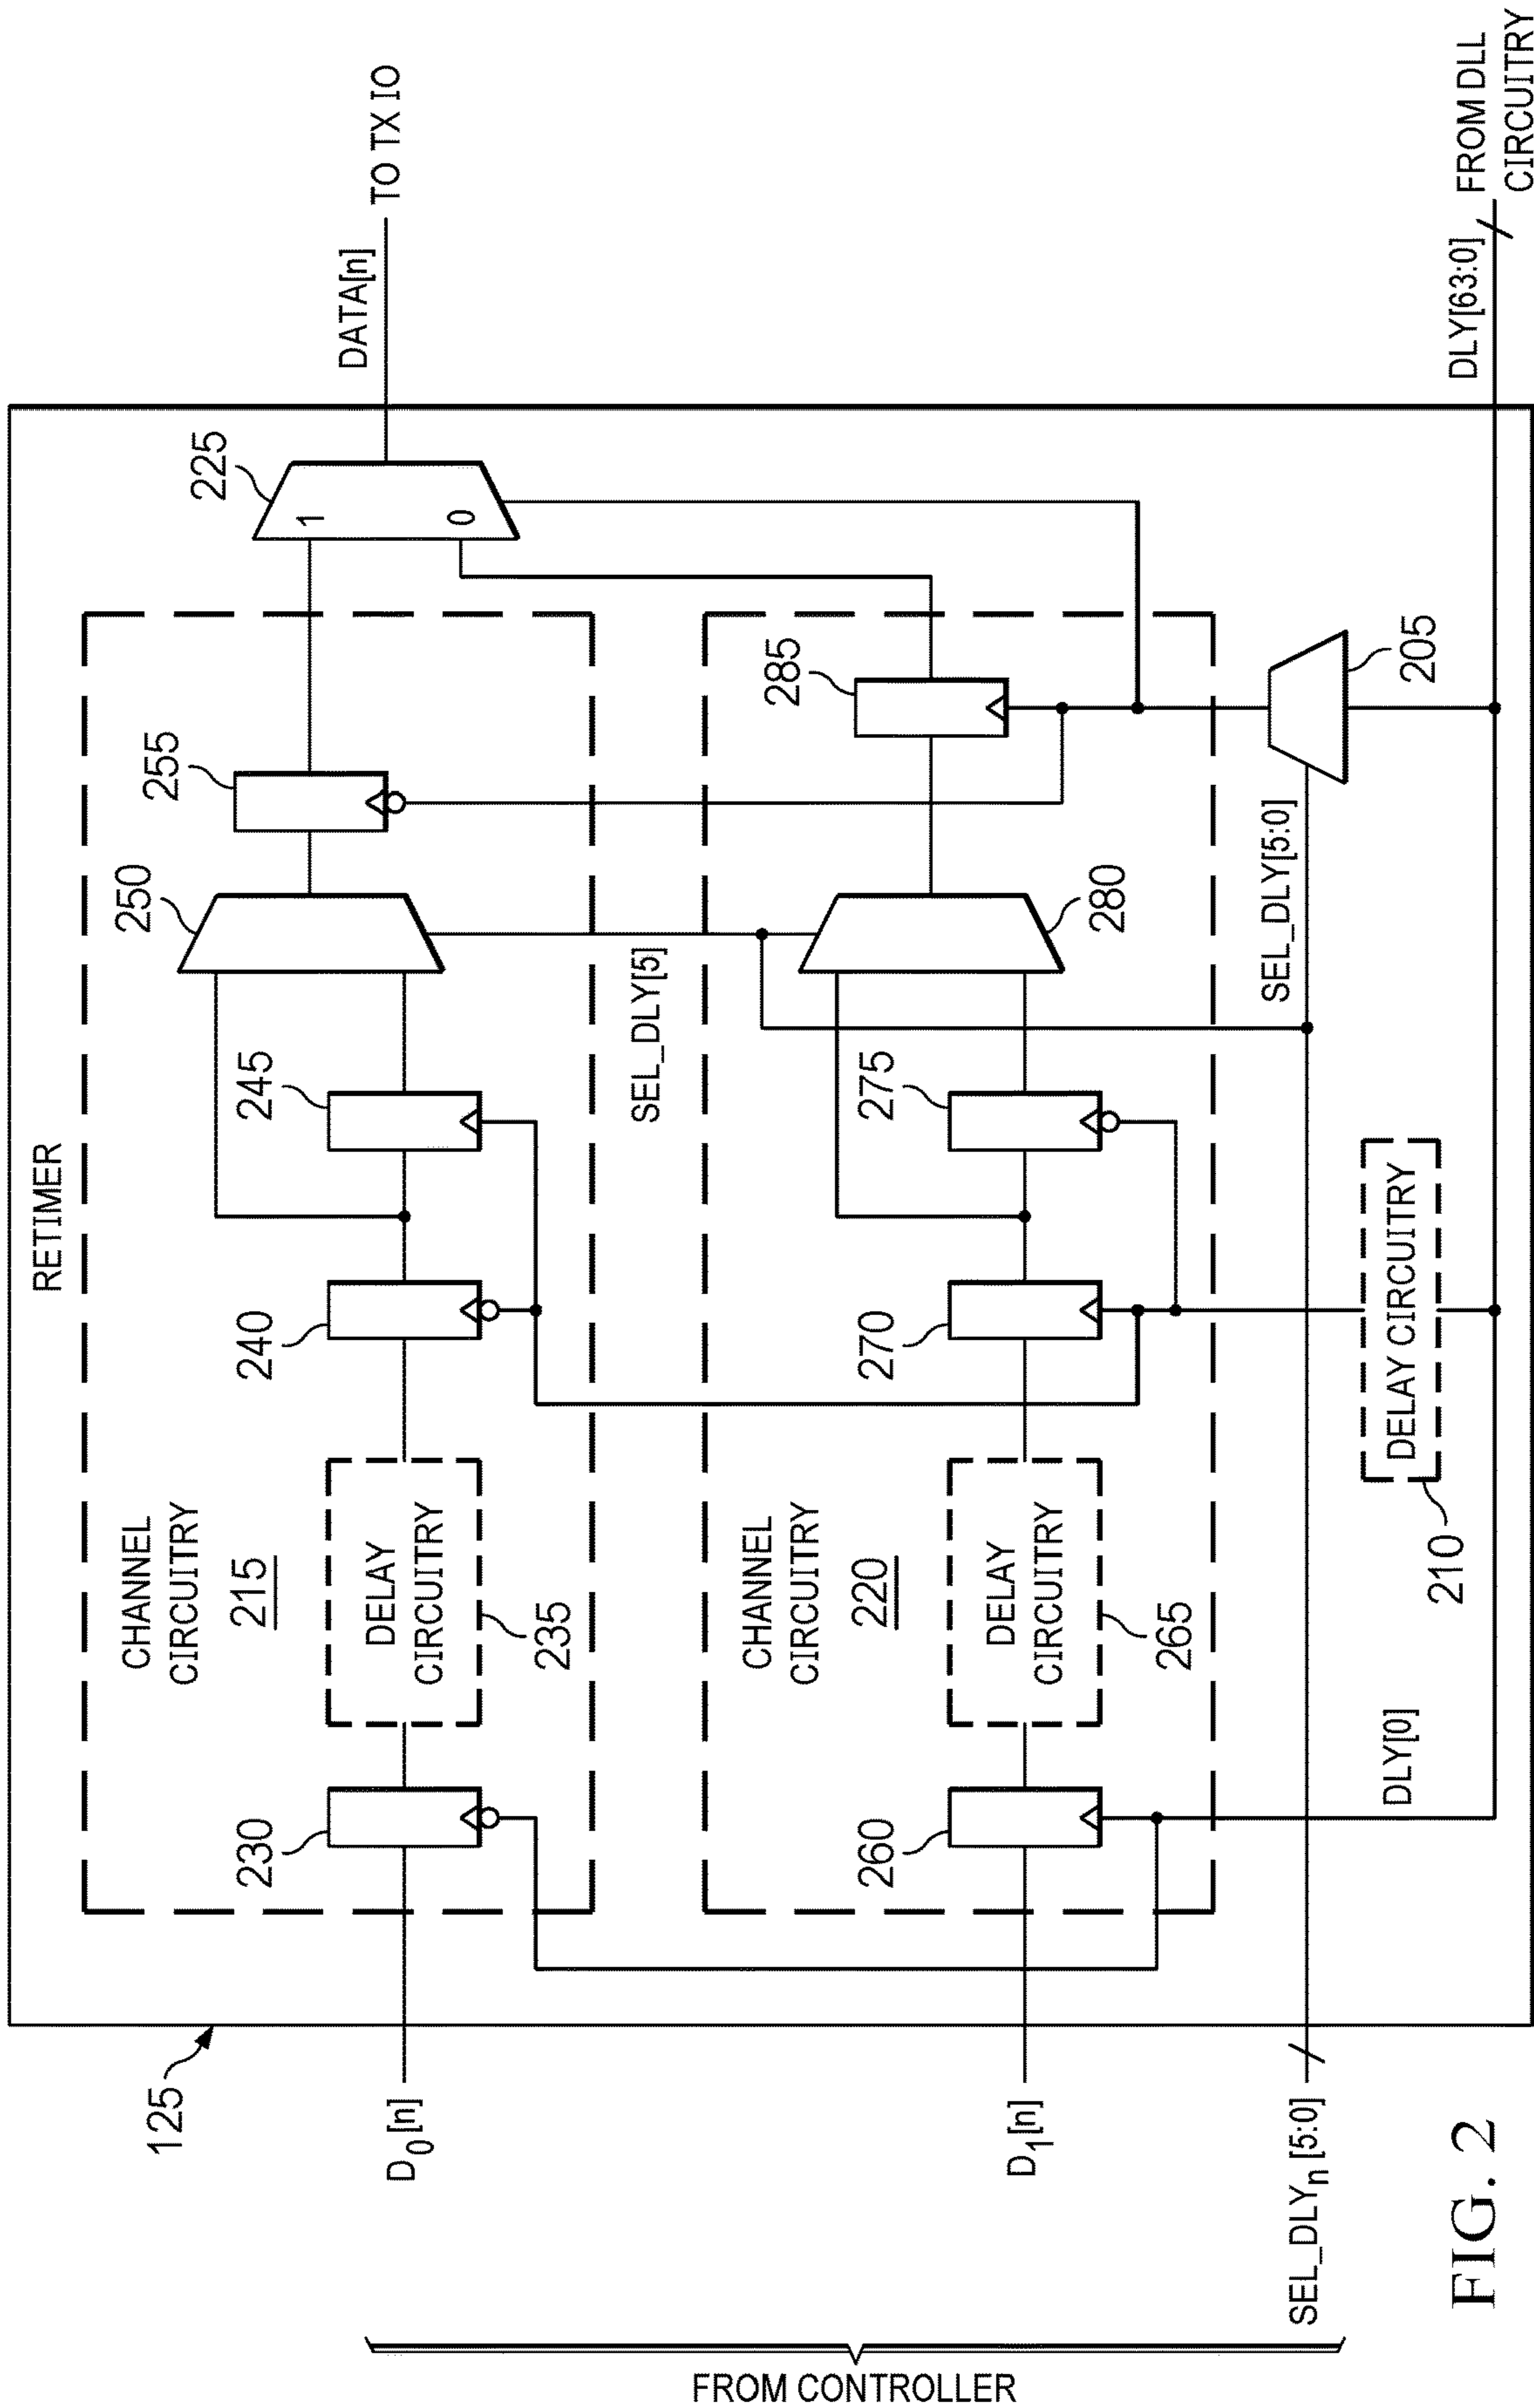 125
RETIMER
CHANNEL
CIRCUITRY
215
230
DELAY
CIRCUITRY
235
240
245
250
255
225
1
0
DATA[n]
TO TX IO
D0[n]
SEL_DLY[5]
CHANNEL
CIRCUITRY
220
260
DELAY
CIRCUITRY
265
270
275
280
285
D1[n]
SEL_DLYn [5:0]
SEL_DLY[5:0]
205
DLY[0]
210
DELAY CIRCUITRY
DLY[63:0]
FROM DLL
CIRCUITRY
FROM CONTROLLER
FIG. 2